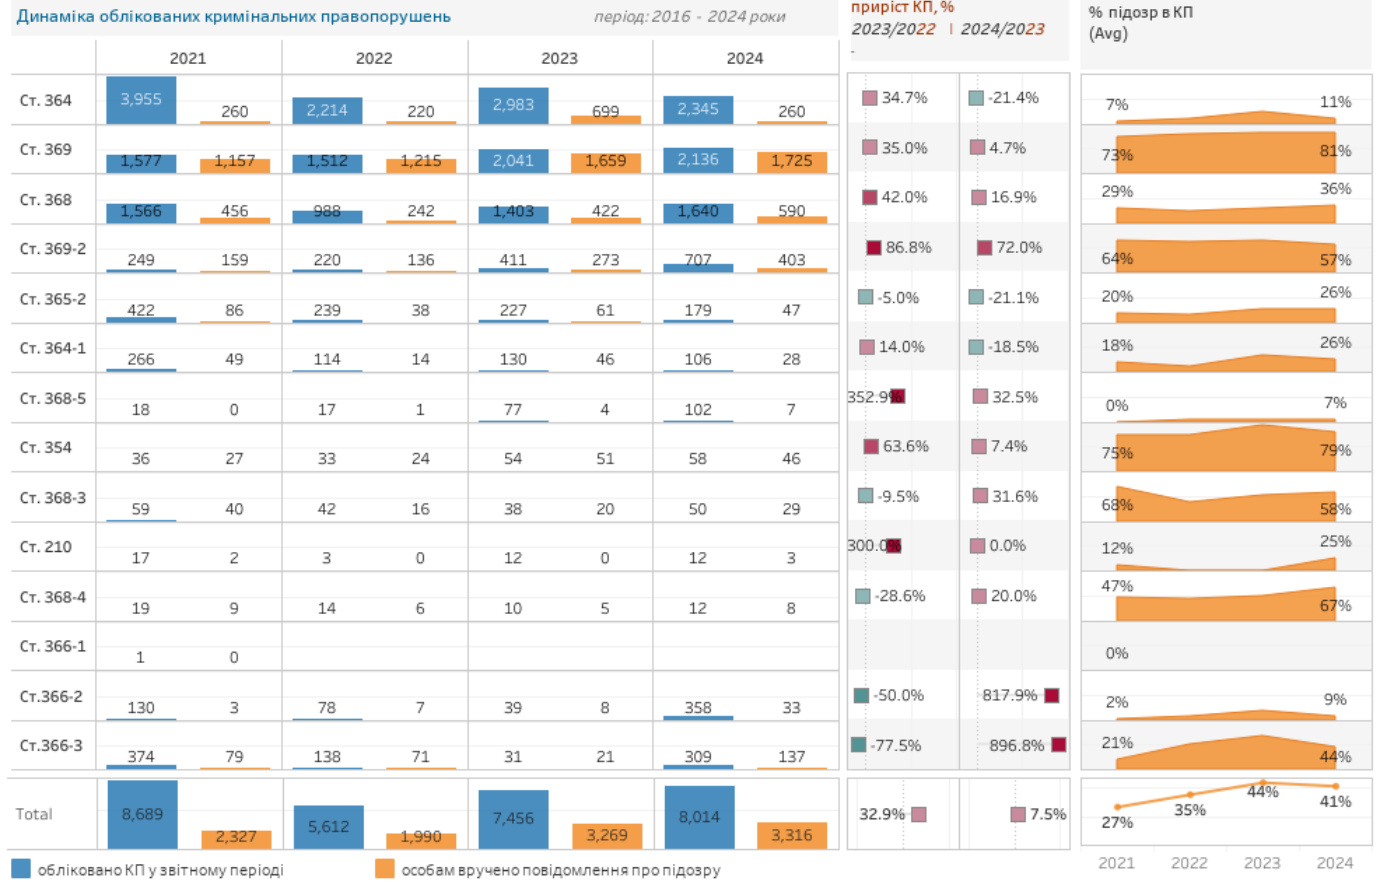 Динаміка облікованих кримінальних правопорушень
період: 2016 - 2024 роки
приріст КП, %
2023/2022 | 2024/2023
-
% підозр в КП
(Avg)
2021 2022 2023 2024
Ст. 364 3,955 260 2,214 220 2,983 699 2,345 260 34.7% -21.4% 7% 11%
Ст. 369 1,577 1,157 1,512 1,215 2,041 1,659 2,136 1,725 35.0% 4.7% 73% 81%
Ст. 368 1,566 456 988 242 1,403 422 1,640 590 42.0% 16.9% 29% 36%
Ст. 369-2 249 159 220 136 411 273 707 403 86.8% 72.0% 64% 57%
Ст. 365-2 422 86 239 38 227 61 179 47 -5.0% -21.1% 20% 26%
Ст. 364-1 266 49 114 14 130 46 106 28 14.0% -18.5% 18% 26%
Ст. 368-5 18 0 17 1 77 4 102 7 352.9% 32.5% 0% 7%
Ст. 354 36 27 33 24 54 51 58 46 63.6% 7.4% 75% 79%
Ст. 368-3 59 40 42 16 38 20 50 29 -9.5% 31.6% 68% 58%
Ст. 210 17 2 3 0 12 0 12 3 300.0% 0.0% 12% 25%
Ст. 368-4 19 9 14 6 10 5 12 8 -28.6% 20.0% 47% 67%
Ст. 366-1 1 0 0%
Ст.366-2 130 3 78 7 39 8 358 33 -50.0% 817.9% 2% 9%
Ст.366-3 374 79 138 71 31 21 309 137 -77.5% 896.8% 21% 44%
Total 8,689 2,327 5,612 1,990 7,456 3,269 8,014 3,316 32.9% 7.5% 27% 35% 44% 41%
2021 2022 2023 2024
обліковано КП у звітному періоді
особам вручено повідомлення про підозру